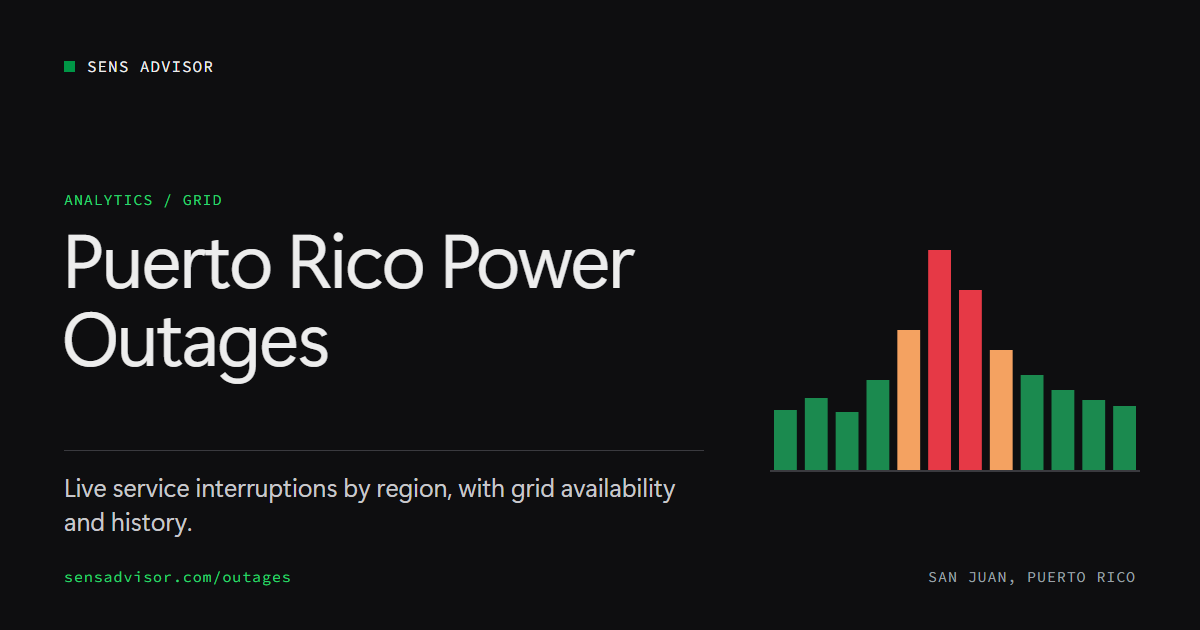 SENS ADVISOR
ANALYTICS / GRID
Puerto Rico Power
Outages
Live service interruptions by region, with grid availability
and history.
sensadvisor.com/outages
SAN JUAN, PUERTO RICO